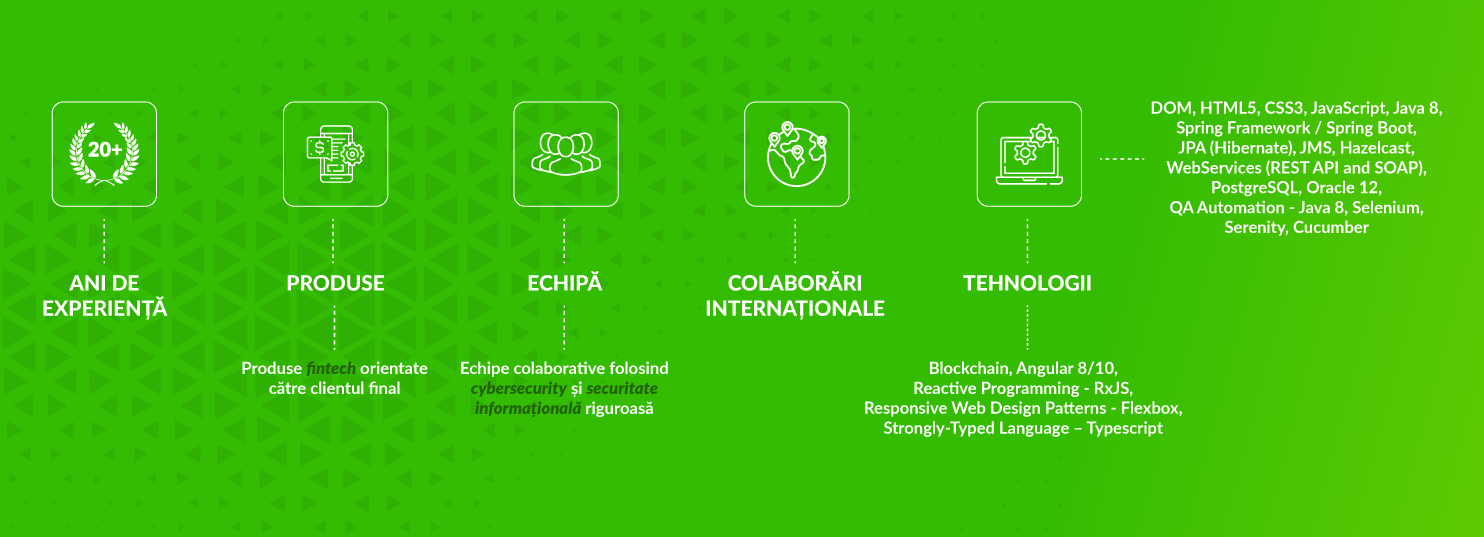 20+
ANI DE
EXPERIENȚĂ
$
PRODUSE
Produse fintech orientate
către clientul final
ECHIPĂ
Echipe colaborative folosind
cybersecurity și securitate
informațională riguroasă
COLABORĂRI
INTERNAȚIONALE
TEHNOLOGII
Blockchain, Angular 8/10,
Reactive Programming - RxJS,
Responsive Web Design Patterns - Flexbox,
Strongly-Typed Language – Typescript
DOM, HTML5, CSS3, JavaScript, Java 8,
Spring Framework / Spring Boot,
JPA (Hibernate), JMS, Hazelcast,
WebServices (REST API and SOAP),
PostgreSQL, Oracle 12,
QA Automation - Java 8, Selenium,
Serenity, Cucumber